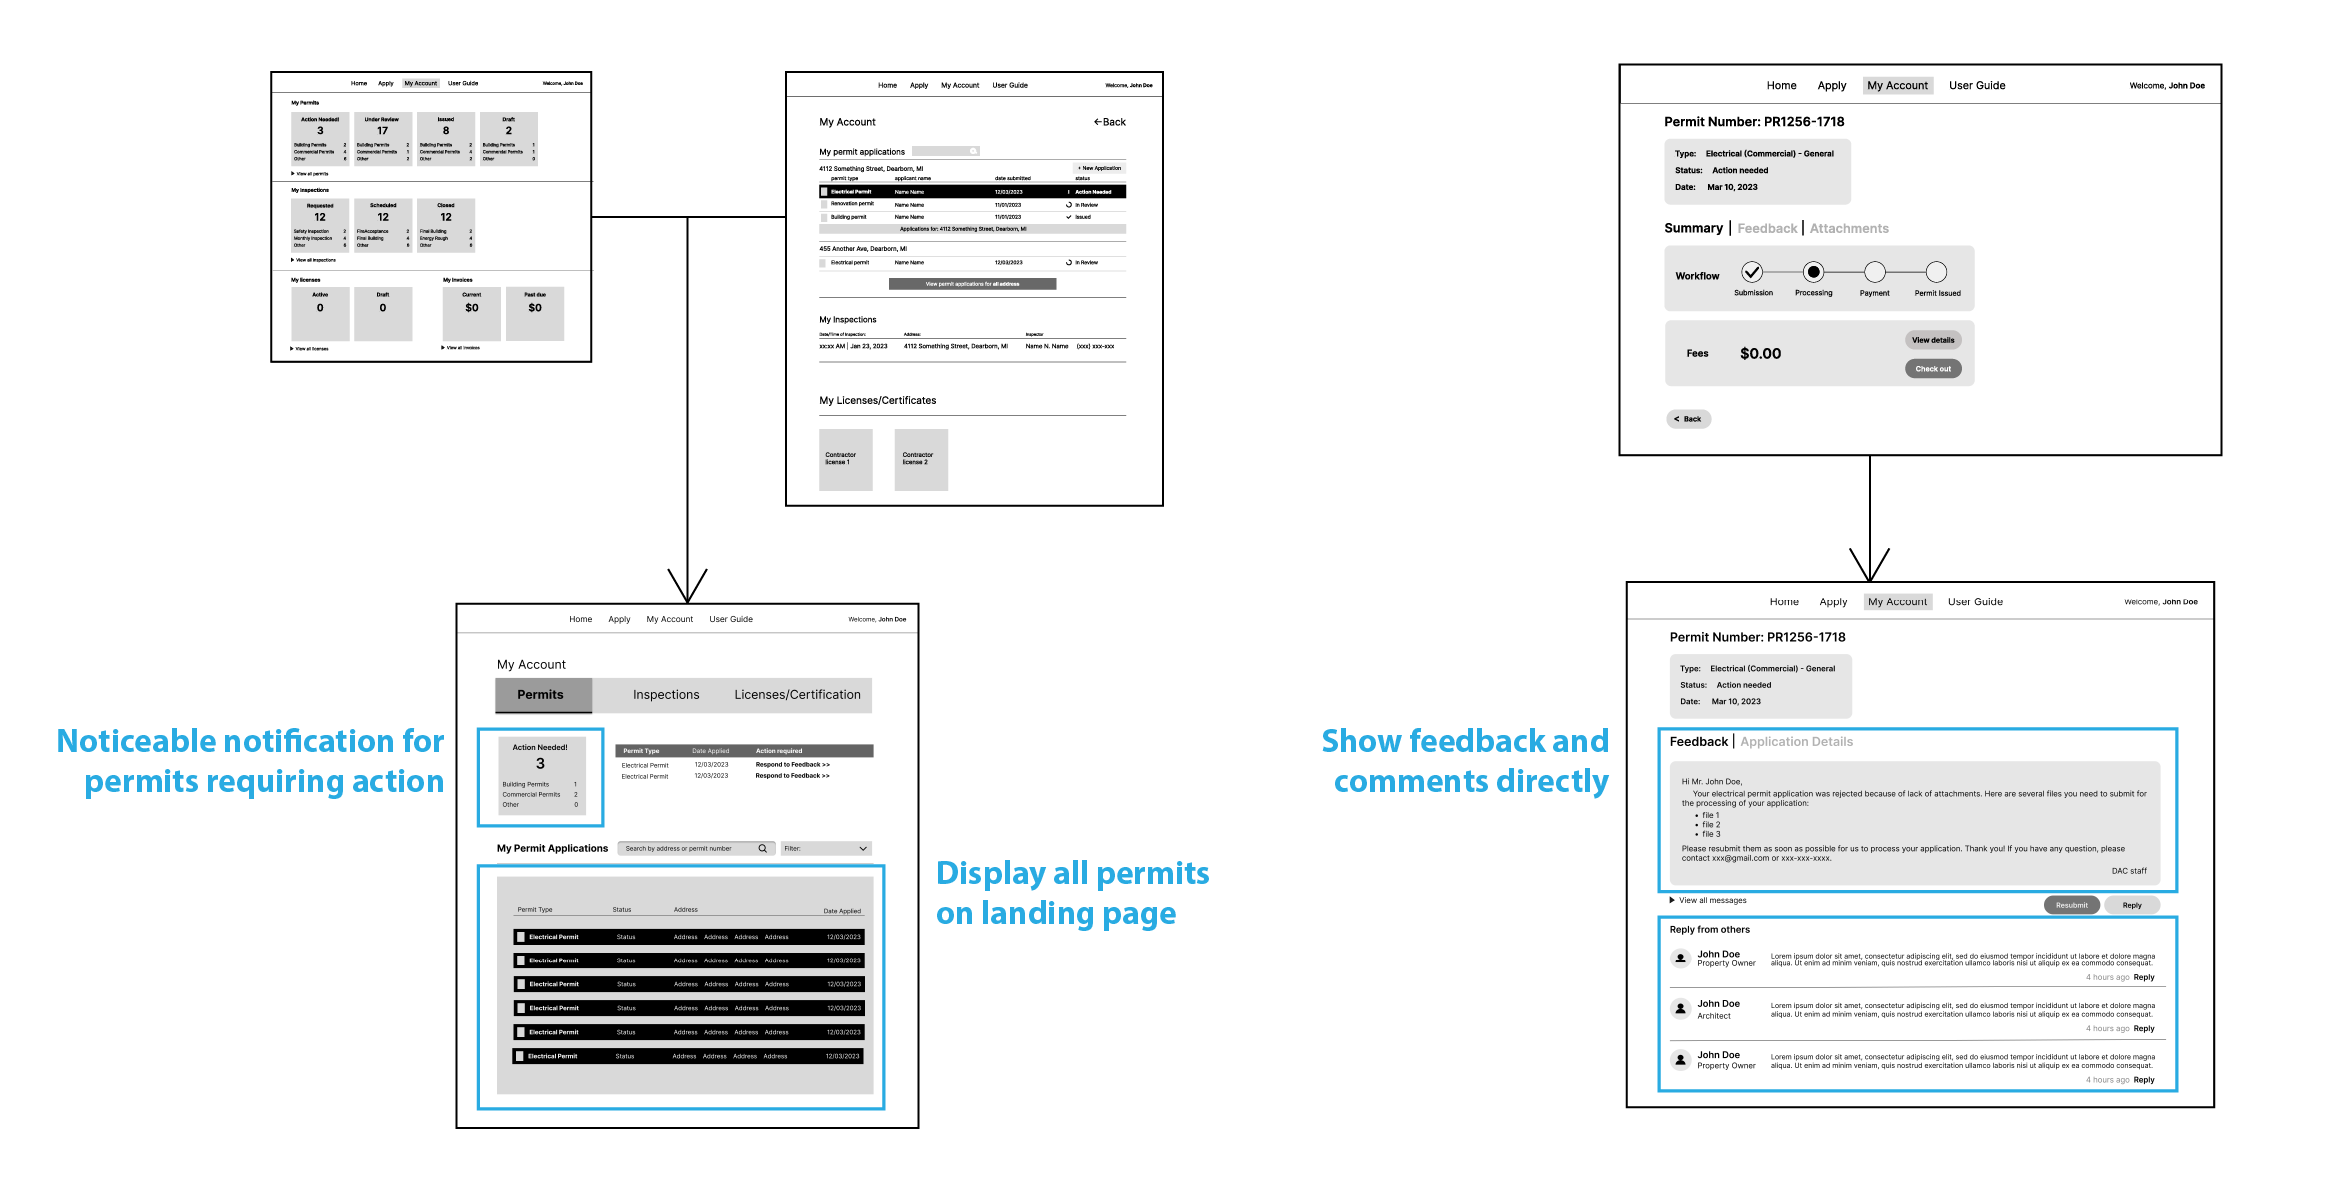 Home Apply My Account User Guide Welcome, John Doe
My Permits
Action Needed! Under Review Issued Draft
3 17 8 2
Building Permits 2 Building Permits 2 Building Permits 2 Building Permits 1
Commercial Permits 4 Commercial Permits 1 Commercial Permits 4 Commercial Permits 1
Other 6 Other 2 Other 2 Other 0
View all permits
My Inspections
Requested Scheduled Closed
12 12 12
Safety Inspection 2 FireAcceptance 2 Final Building 2
Monthly Inspection 4 Final Building 4 Energy Rough 4
Other 6 Other 6 Other 6
View all inspections
My licenses My Invoices
Active Draft Current Past due
0 0 $0 $0
View all licenses View all invoices
Home Apply My Account User Guide Welcome, John Doe
My Account ←Back
My permit applications
4112 Something Street, Dearborn, MI + New Application
permit type applicant name date submitted status
Electrical Permit Name Name 12/03/2023 ! Action Needed
Renovation permit Name Name 11/01/2023 In Review
Building permit Name Name 11/01/2023 Issued
Applications for: 4112 Something Street, Dearborn, MI
455 Another Ave, Dearborn, MI
Electrical permit Name Name 12/03/2023 In Review
View permit applications for all address
My Inspections
Date/Time of Inspection: Address: Inspector
xx:xx AM | Jan 23, 2023 4112 Something Street, Dearborn, MI Name N. Name (xxx) xxx-xxx
My Licenses/Certificates
Contractor license 1 Contractor license 2
Home Apply My Account User Guide Welcome, John Doe
My Account
Permits Inspections Licenses/Certification
Noticeable notification for
permits requiring action
Action Needed!
3
Building Permits 1
Commercial Permits 2
Other 0
Permit Type Date Applied Action required
Electrical Permit 12/03/2023 Respond to Feedback >>
Electrical Permit 12/03/2023 Respond to Feedback >>
My Permit Applications Search by address or permit number Filter:
Display all permits
on landing page
Permit Type Status Address Date Applied
Electrical Permit Status Address Address Address Address 12/03/2023
Electrical Permit Status Address Address Address Address 12/03/2023
Electrical Permit Status Address Address Address Address 12/03/2023
Electrical Permit Status Address Address Address Address 12/03/2023
Electrical Permit Status Address Address Address Address 12/03/2023
Electrical Permit Status Address Address Address Address 12/03/2023
Home Apply My Account User Guide Welcome, John Doe
Permit Number: PR1256-1718
Type: Electrical (Commercial) - General
Status: Action needed
Date: Mar 10, 2023
Summary | Feedback | Attachments
Workflow
Submission Processing Payment Permit Issued
Fees $0.00
View details
Check out
< Back
Home Apply My Account User Guide Welcome, John Doe
Permit Number: PR1256-1718
Type: Electrical (Commercial) - General
Status: Action needed
Date: Mar 10, 2023
Show feedback and
comments directly
Feedback | Application Details
Hi Mr. John Doe,
Your electrical permit application was rejected because of lack of attachments. Here are several files you need to submit for
the processing of your application:
• file 1
• file 2
• file 3
Please resubmit them as soon as possible for us to process your application. Thank you! If you have any question, please
contact xxx@gmail.com or xxx-xxx-xxxx.
DAC staff
View all messages Resubmit Reply
Reply from others
John Doe
Property Owner
Lorem ipsum dolor sit amet, consectetur adipiscing elit, sed do eiusmod tempor incididunt ut labore et dolore magna
aliqua. Ut enim ad minim veniam, quis nostrud exercitation ullamco laboris nisi ut aliquip ex ea commodo consequat.
4 hours ago Reply
John Doe
Architect
Lorem ipsum dolor sit amet, consectetur adipiscing elit, sed do eiusmod tempor incididunt ut labore et dolore magna
aliqua. Ut enim ad minim veniam, quis nostrud exercitation ullamco laboris nisi ut aliquip ex ea commodo consequat.
4 hours ago Reply
John Doe
Property Owner
Lorem ipsum dolor sit amet, consectetur adipiscing elit, sed do eiusmod tempor incididunt ut labore et dolore magna
aliqua. Ut enim ad minim veniam, quis nostrud exercitation ullamco laboris nisi ut aliquip ex ea commodo consequat.
4 hours ago Reply